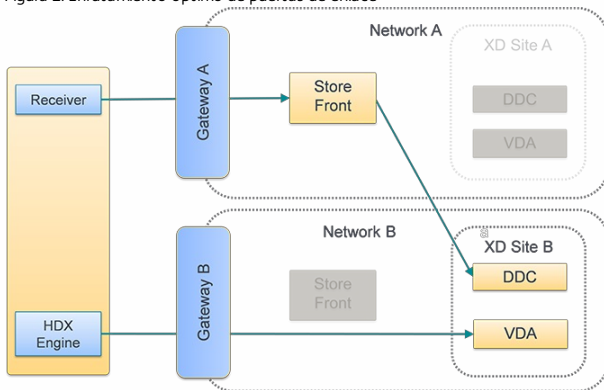 Figura 2. Enrutamiento óptimo de puertas de enlace
Network A
XD Site A
Receiver
Gateway A
Store
Front
DDC
VDA
Network B
XD Site B
Gateway B
Store
Front
DDC
HDX
Engine
VDA